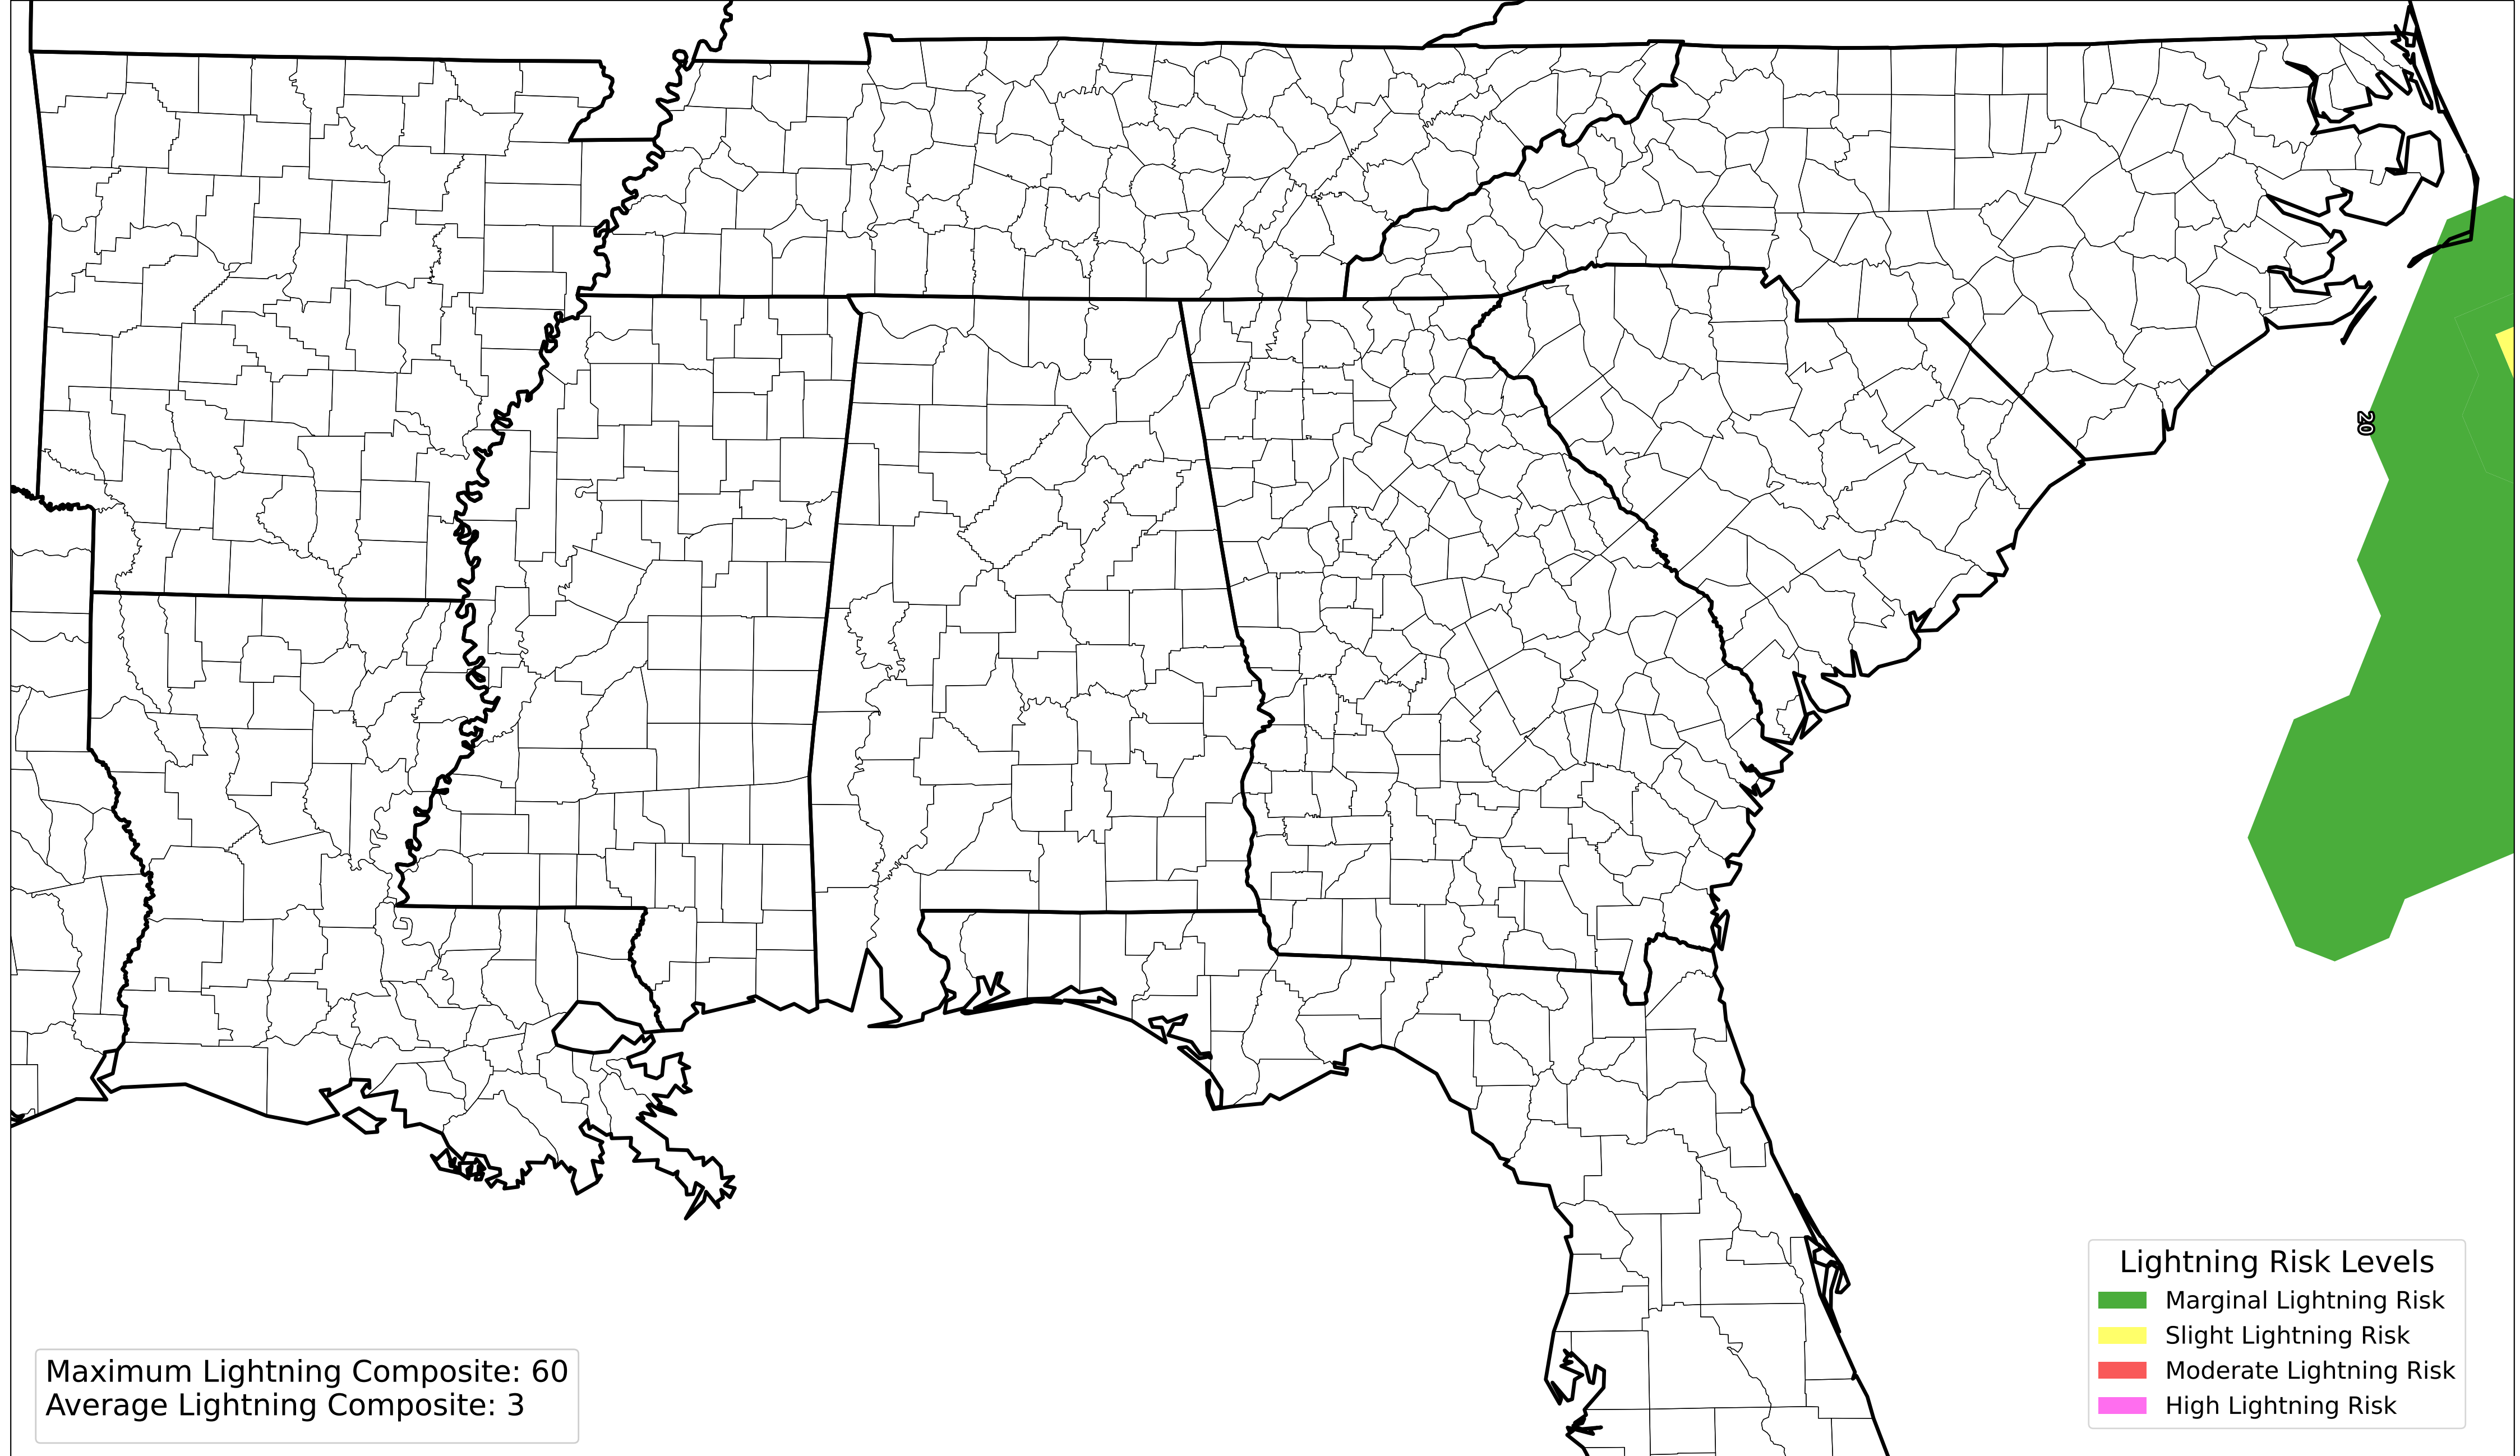 20
Lightning Risk Levels
Marginal Lightning Risk
Slight Lightning Risk
Moderate Lightning Risk
High Lightning Risk
Maximum Lightning Composite: 60
Average Lightning Composite: 3